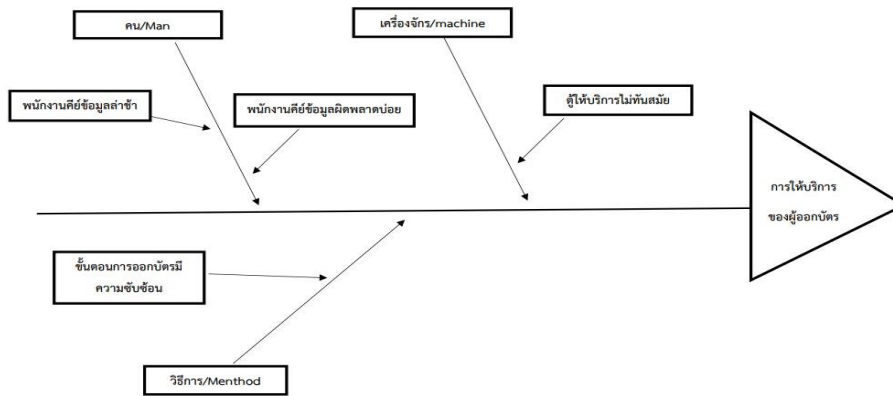 คน/Man
เครื่องจักร/machine
พนักงานคีย์ข้อมูลล่าช้า
พนักงานคีย์ข้อมูลผิดพลาดบ่อย
ตู้ให้บริการไม่ทันสมัย
การให้บริการ
ของผู้ออกบัตร
ขั้นตอนการออกบัตรมี
ความซับซ้อน
วิธีการ/Menthod